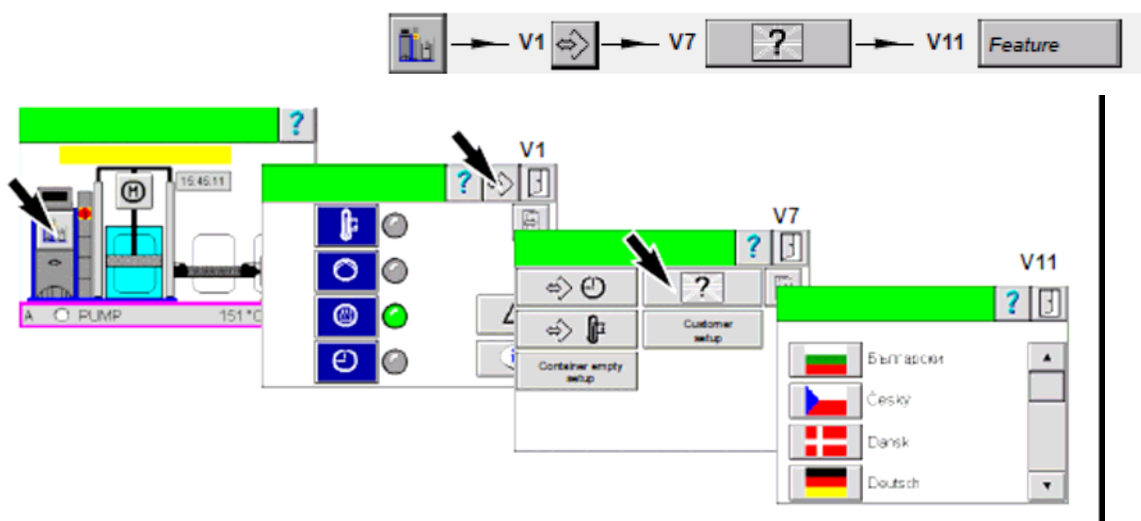 V1 V7 ? V11 Feature
?
15:45:11
M
A PUMP 151 °C
V1
?
V7
?
?
Customer setup
Container empty setup
V11
?
Български
Česky
Dansk
Deutsch